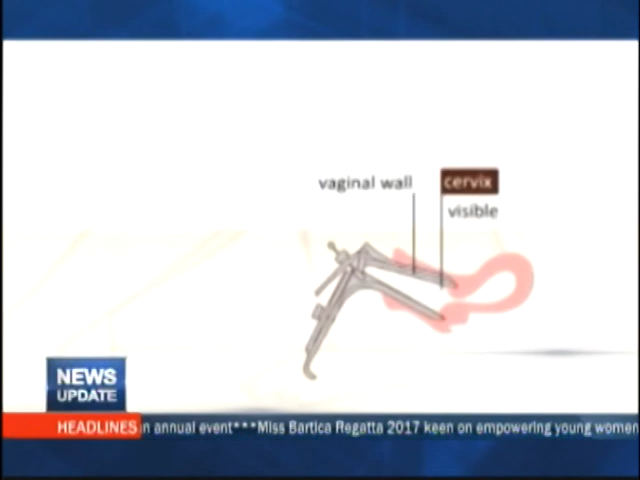 vaginal wall
cervix
visible
NEWS
UPDATE
HEADLINES
n annual event***Miss Bartica Regatta 2017 keen on empowering young women